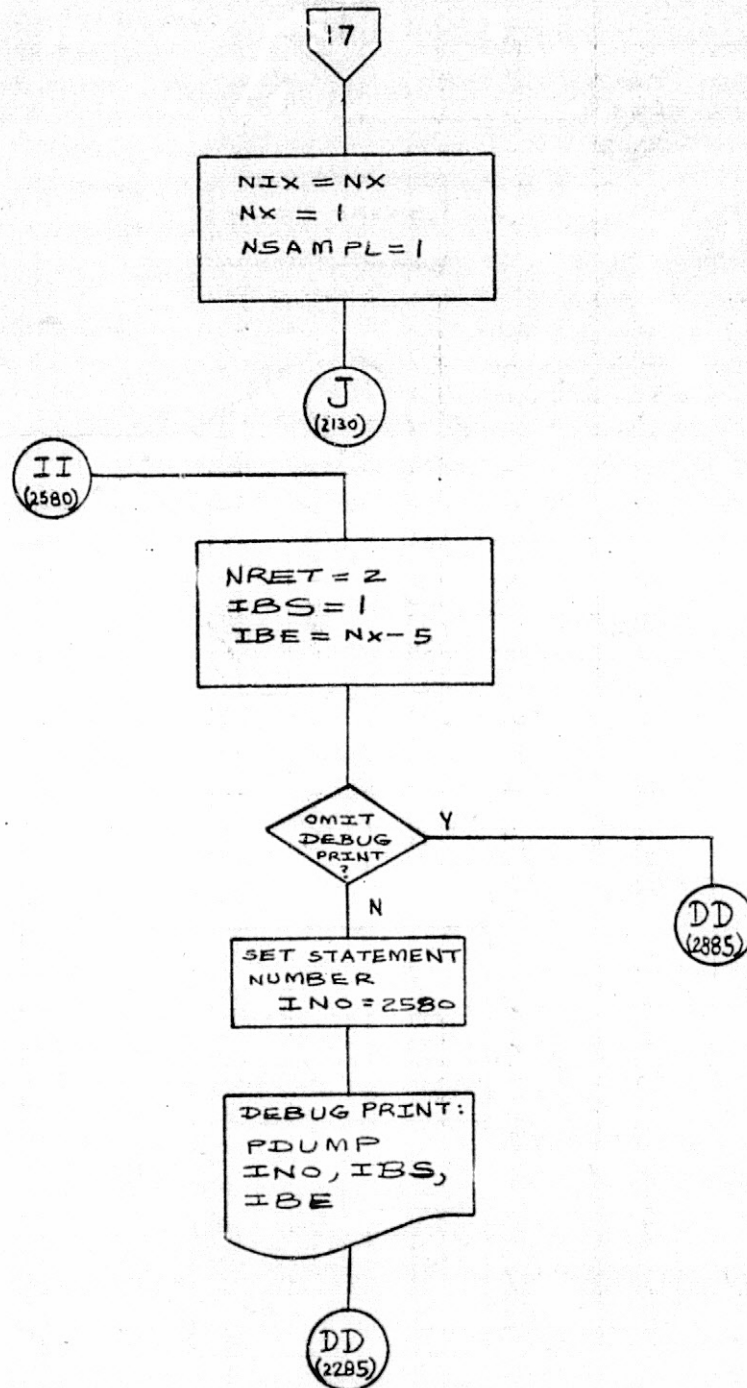 17
NIX = NX
NX = 1
NSAMPL = 1
J
(2130)
II
(2580)
NRET = 2
IBS = 1
IBE = NX - 5
OMIT
DEBUG
PRINT
?
Y
N
DD
(2885)
SET STATEMENT
NUMBER
INO = 2580
DEBUG PRINT:
PDUMP
INO, IBS,
IBE
DD
(2285)